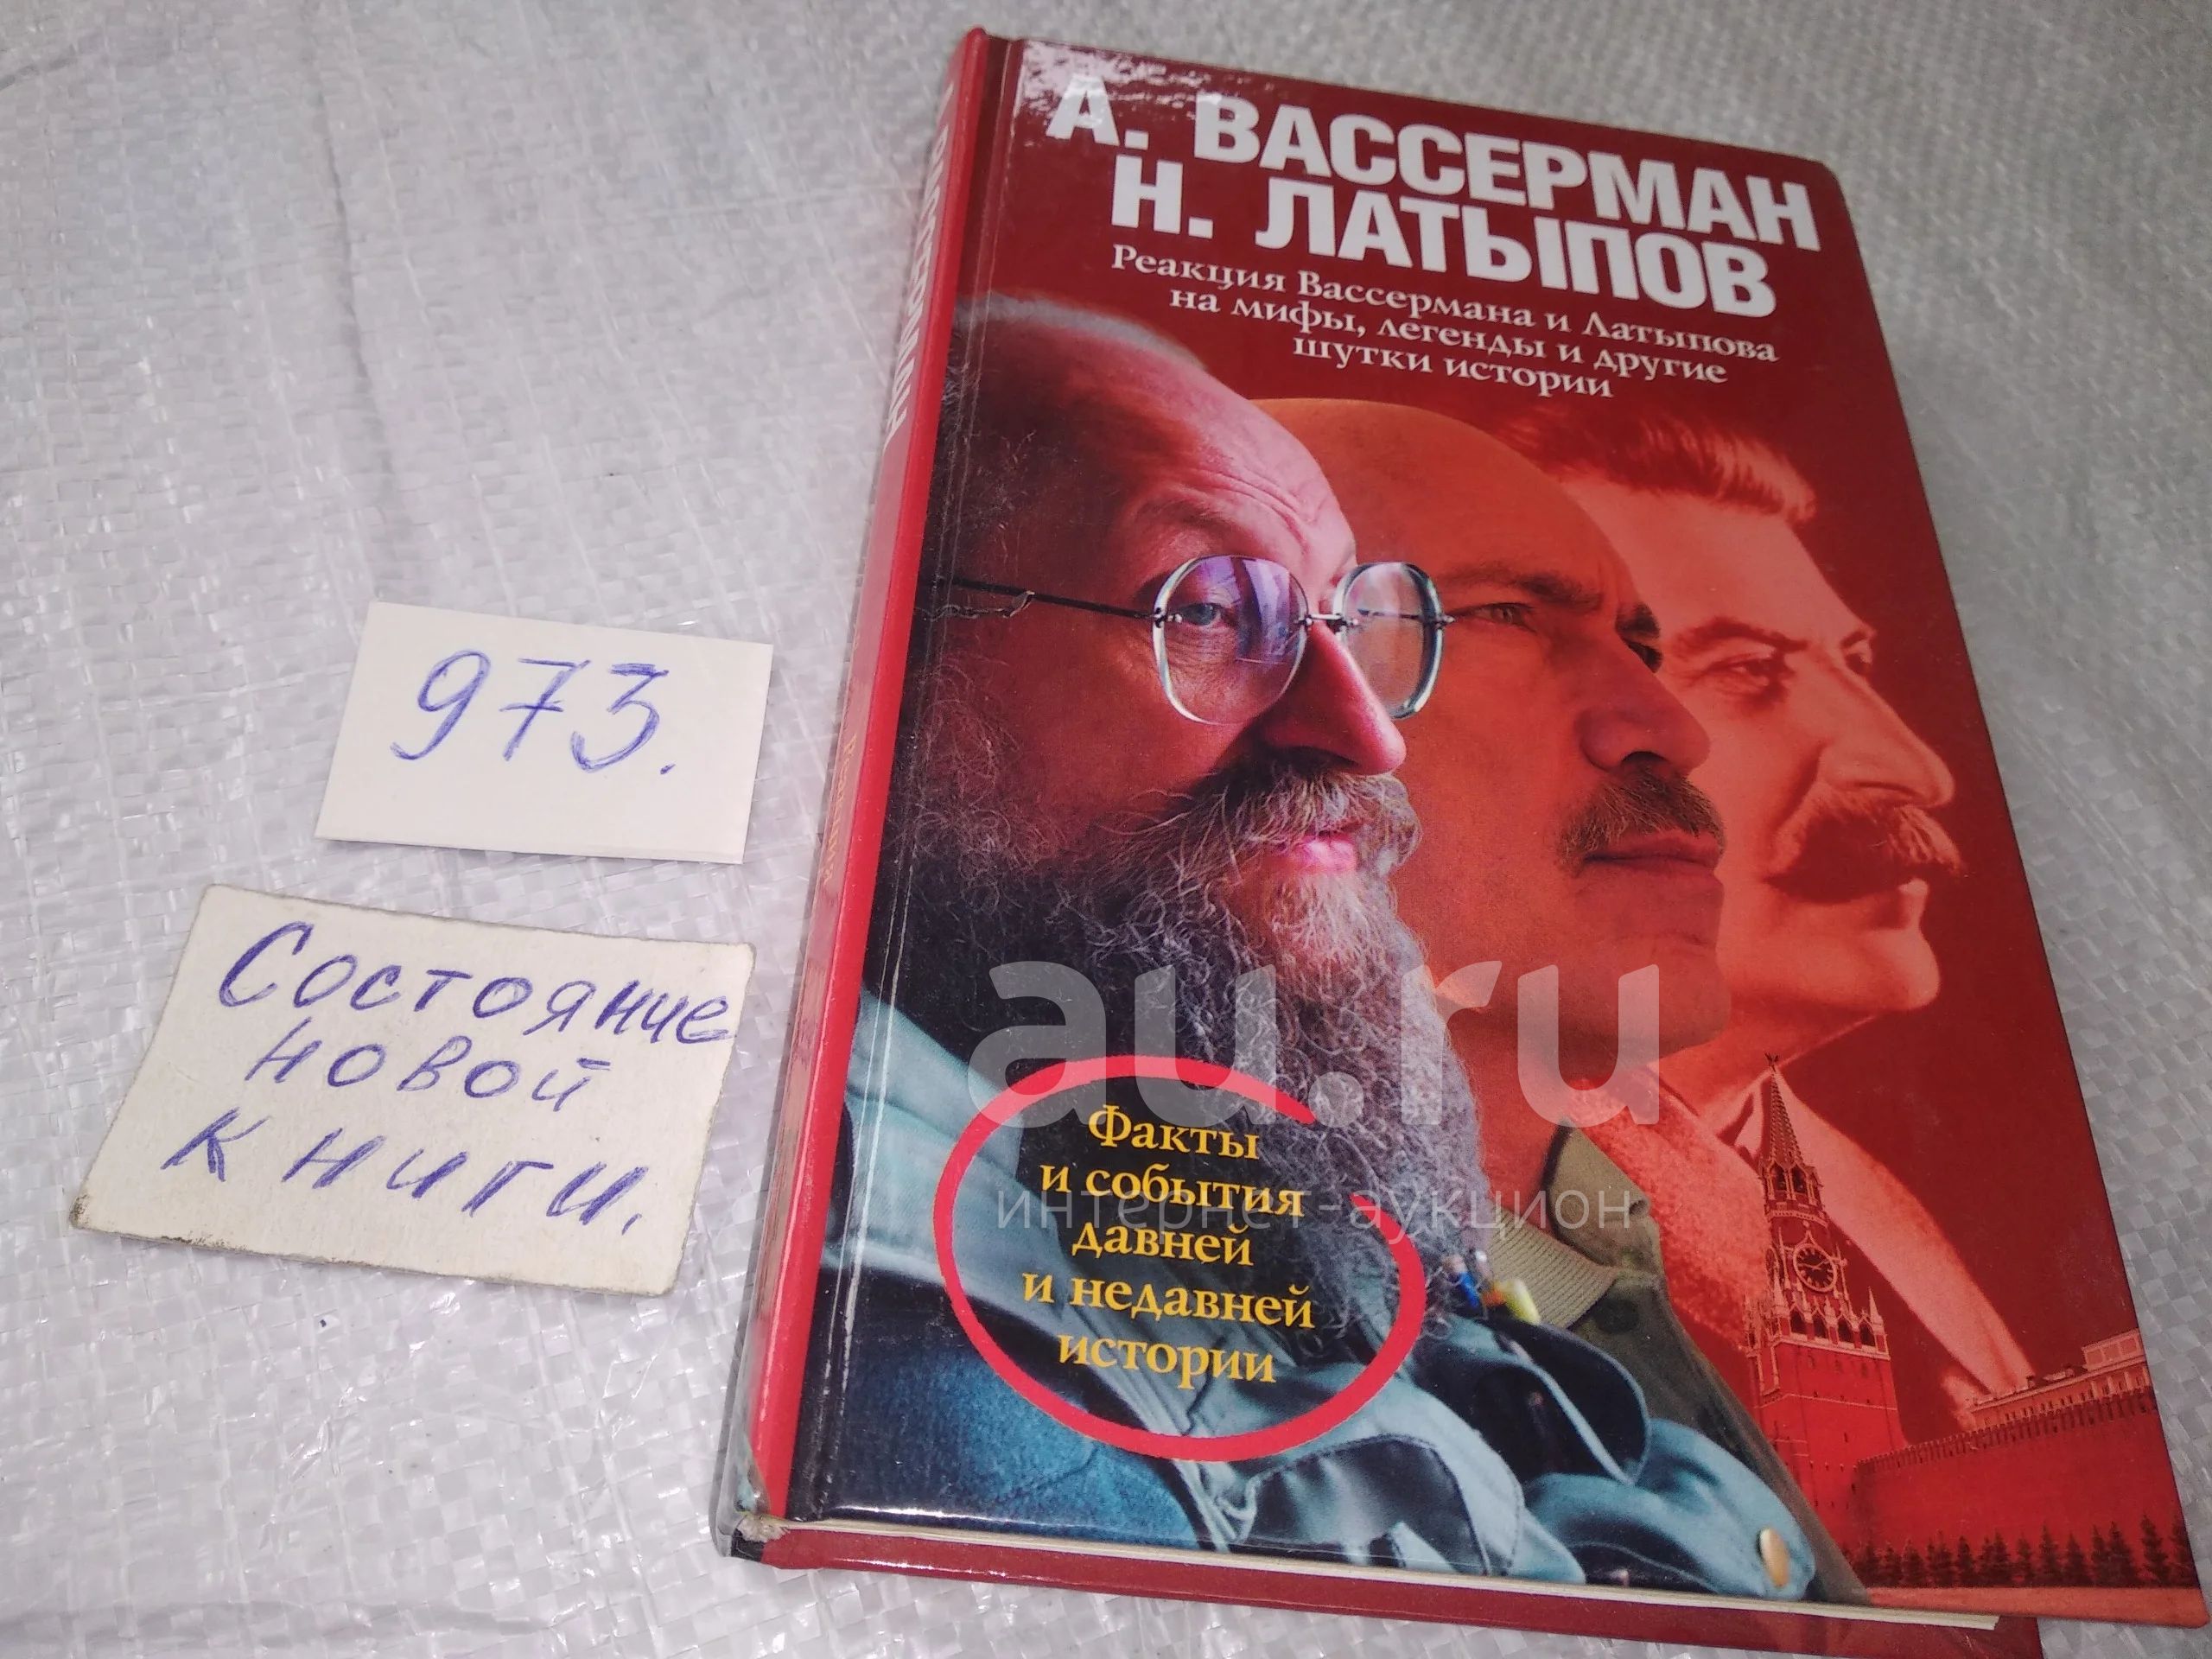 А. ВАССЕРМАН
Н. ЛАТЫПОВ
Реакция Вассермана и Латыпова
на мифы, легенды и другие
шутки истории
973.
Состояние
новой
книги.
au.ru
интернет-аукцион
Факты
и события
давней
и недавней
истории